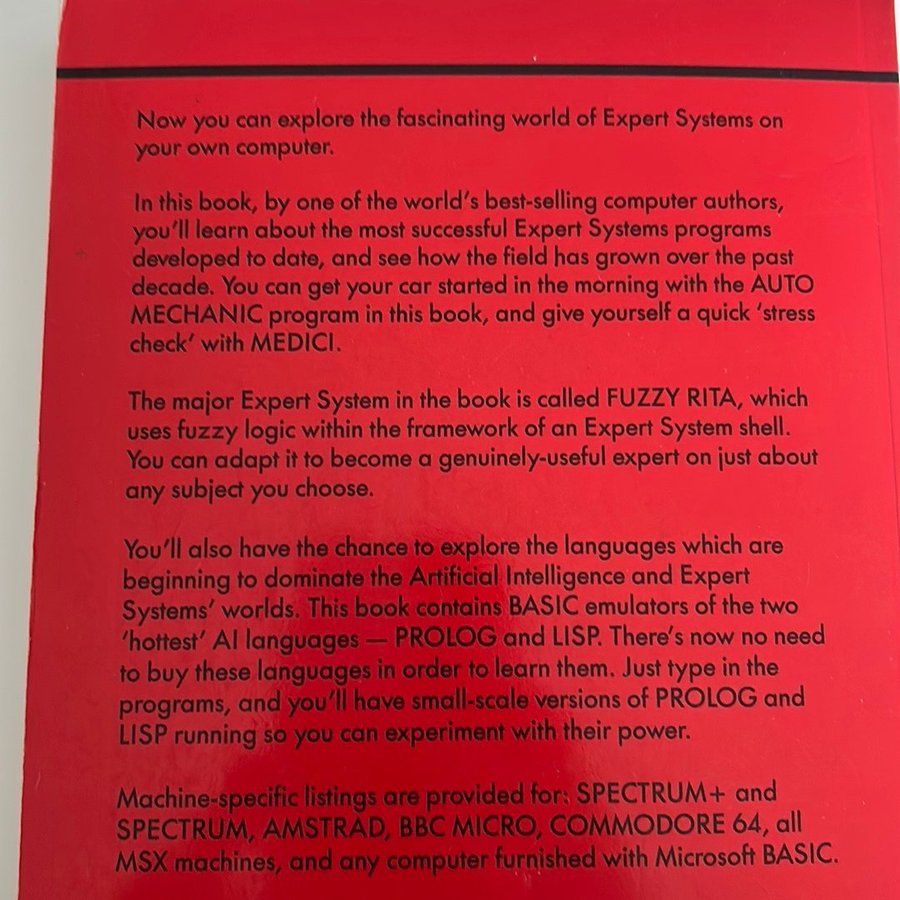 Now you can explore the fascinating world of Expert Systems on
your own computer.
In this book, by one of the world's best-selling computer authors,
you'll learn about the most successful Expert Systems programs
developed to date, and see how the field has grown over the past
decade. You can get your car started in the morning with the AUTO
MECHANIC program in this book, and give yourself a quick 'stress
check' with MEDICI.
The major Expert System in the book is called FUZZY RITA, which
uses fuzzy logic within the framework of an Expert System shell.
You can adapt it to become a genuinely-useful expert on just about
any subject you choose.
You'll also have the chance to explore the languages which are
beginning to dominate the Artificial Intelligence and Expert
Systems' worlds. This book contains BASIC emulators of the two
'hottest' AI languages — PROLOG and LISP. There's now no need
to buy these languages in order to learn them. Just type in the
programs, and you'll have small-scale versions of PROLOG and
LISP running so you can experiment with their power.
Machine-specific listings are provided for: SPECTRUM+ and
SPECTRUM, AMSTRAD, BBC MICRO, COMMODORE 64, all
MSX machines, and any computer furnished with Microsoft BASIC.